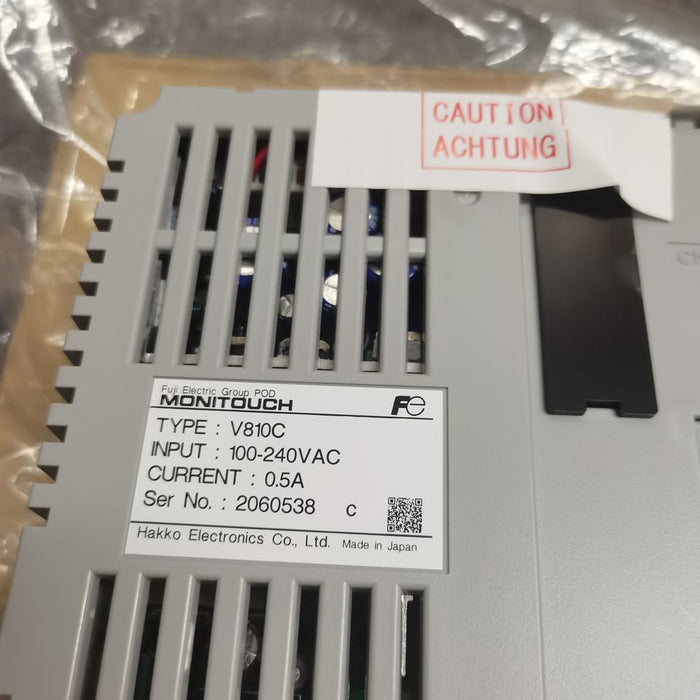 CAUTION
ACHTUNG
Fuji Electric Group POD
MONITOUCH
Fe
TYPE : V810C
INPUT : 100-240VAC
CURRENT : 0.5A
Ser No. : 2060538 C
Hakko Electronics Co., Ltd. Made in Japan